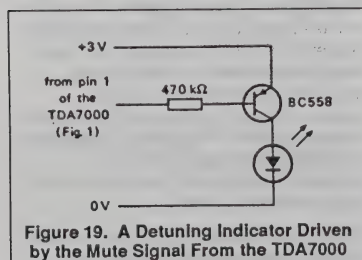 +3V
from pin 1
of the
TDA7000
(Fig. 1)
470 kΩ
BC558
0V
Figure 19. A Detuning Indicator Driven
by the Mute Signal From the TDA7000